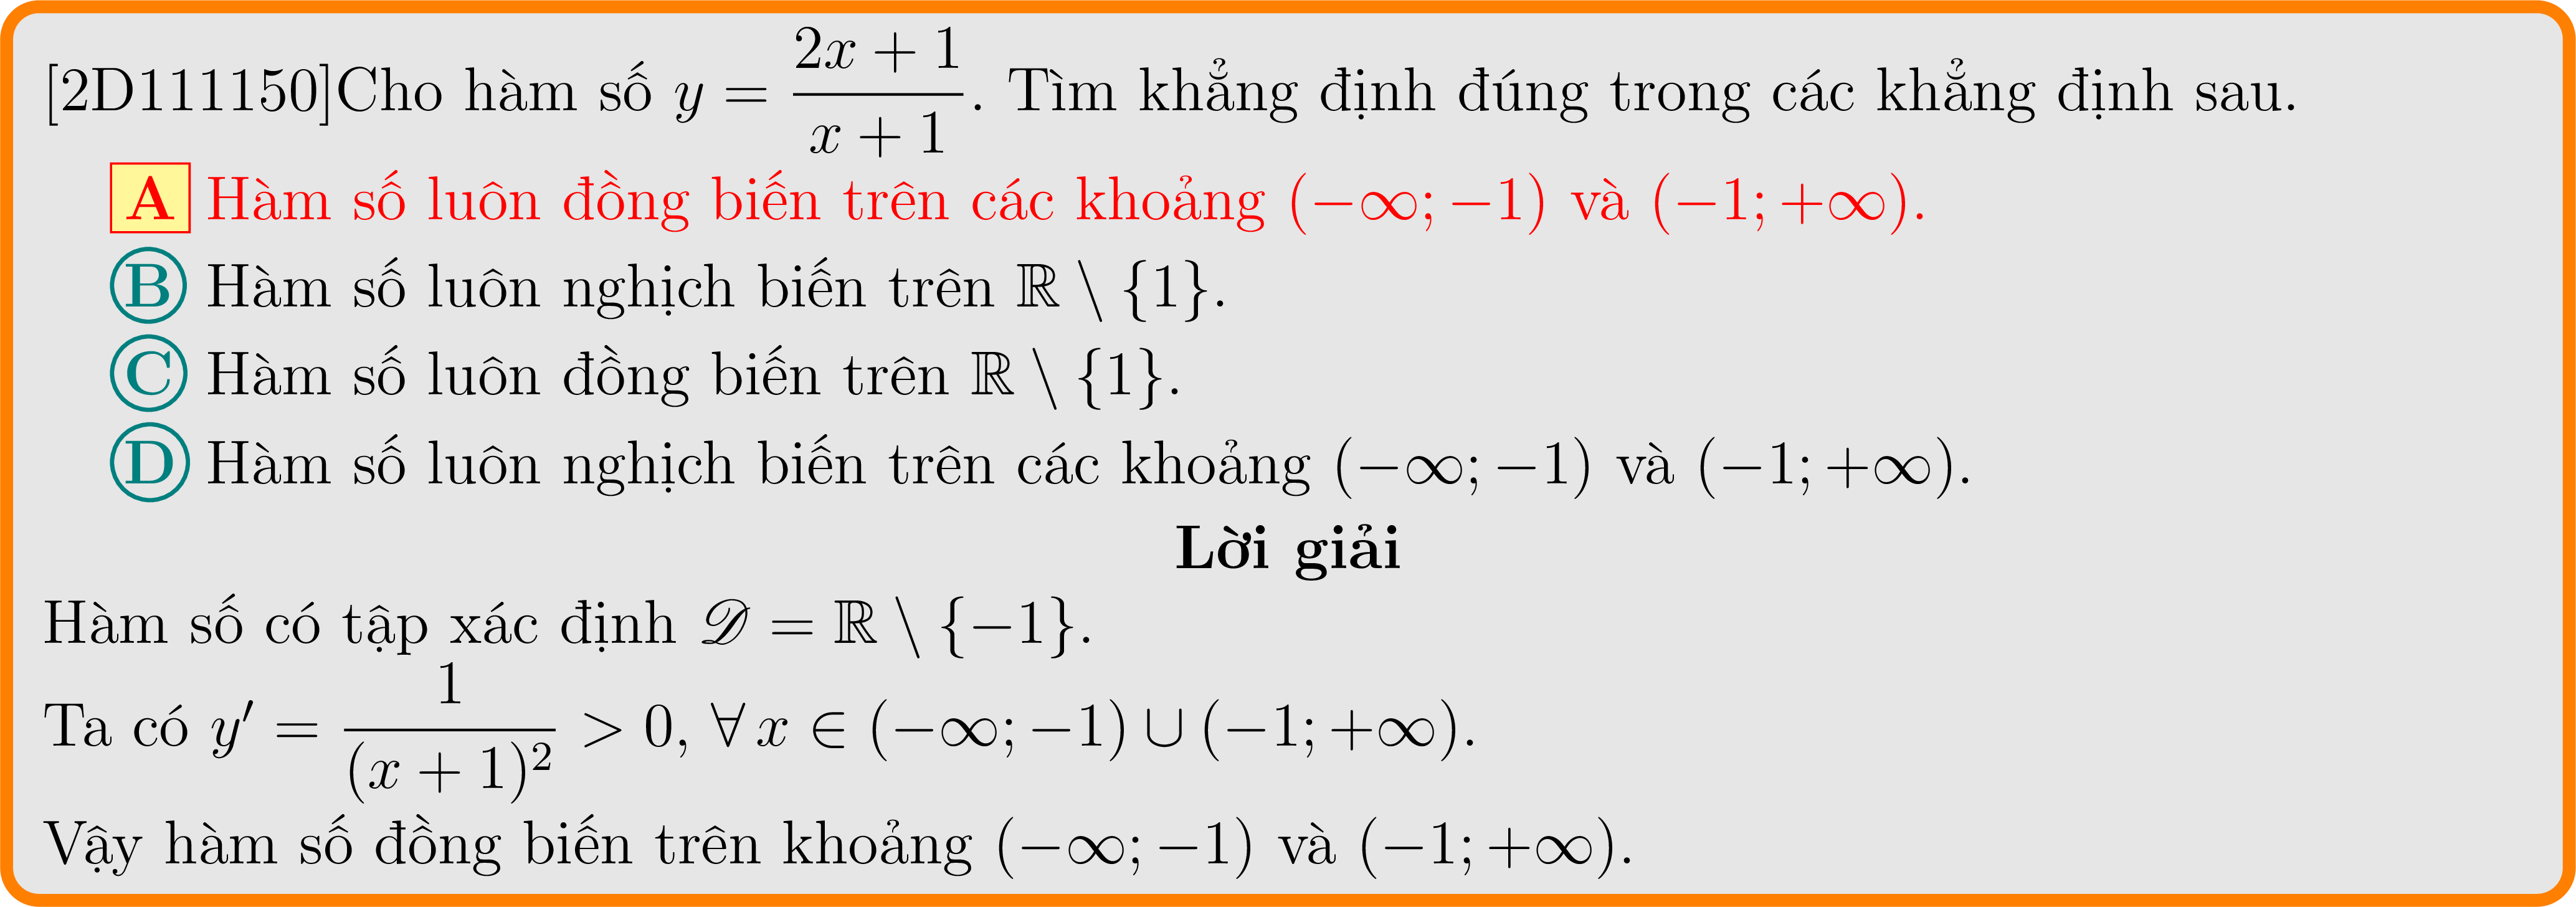 [2D111150]Cho hàm số $y = \dfrac{2x+1}{x+1}$. Tìm khẳng định đúng trong các khẳng định sau.
A Hàm số luôn đồng biến trên các khoảng $(-\infty; -1)$ và $(-1; +\infty)$.
B Hàm số luôn nghịch biến trên $\mathbb{R} \setminus \{1\}$.
C Hàm số luôn đồng biến trên $\mathbb{R} \setminus \{1\}$.
D Hàm số luôn nghịch biến trên các khoảng $(-\infty; -1)$ và $(-1; +\infty)$.
Lời giải
Hàm số có tập xác định $\mathscr{D} = \mathbb{R} \setminus \{-1\}$.
Ta có $y' = \dfrac{1}{(x+1)^2} > 0, \forall x \in (-\infty; -1) \cup (-1; +\infty)$.
Vậy hàm số đồng biến trên khoảng $(-\infty; -1)$ và $(-1; +\infty)$.